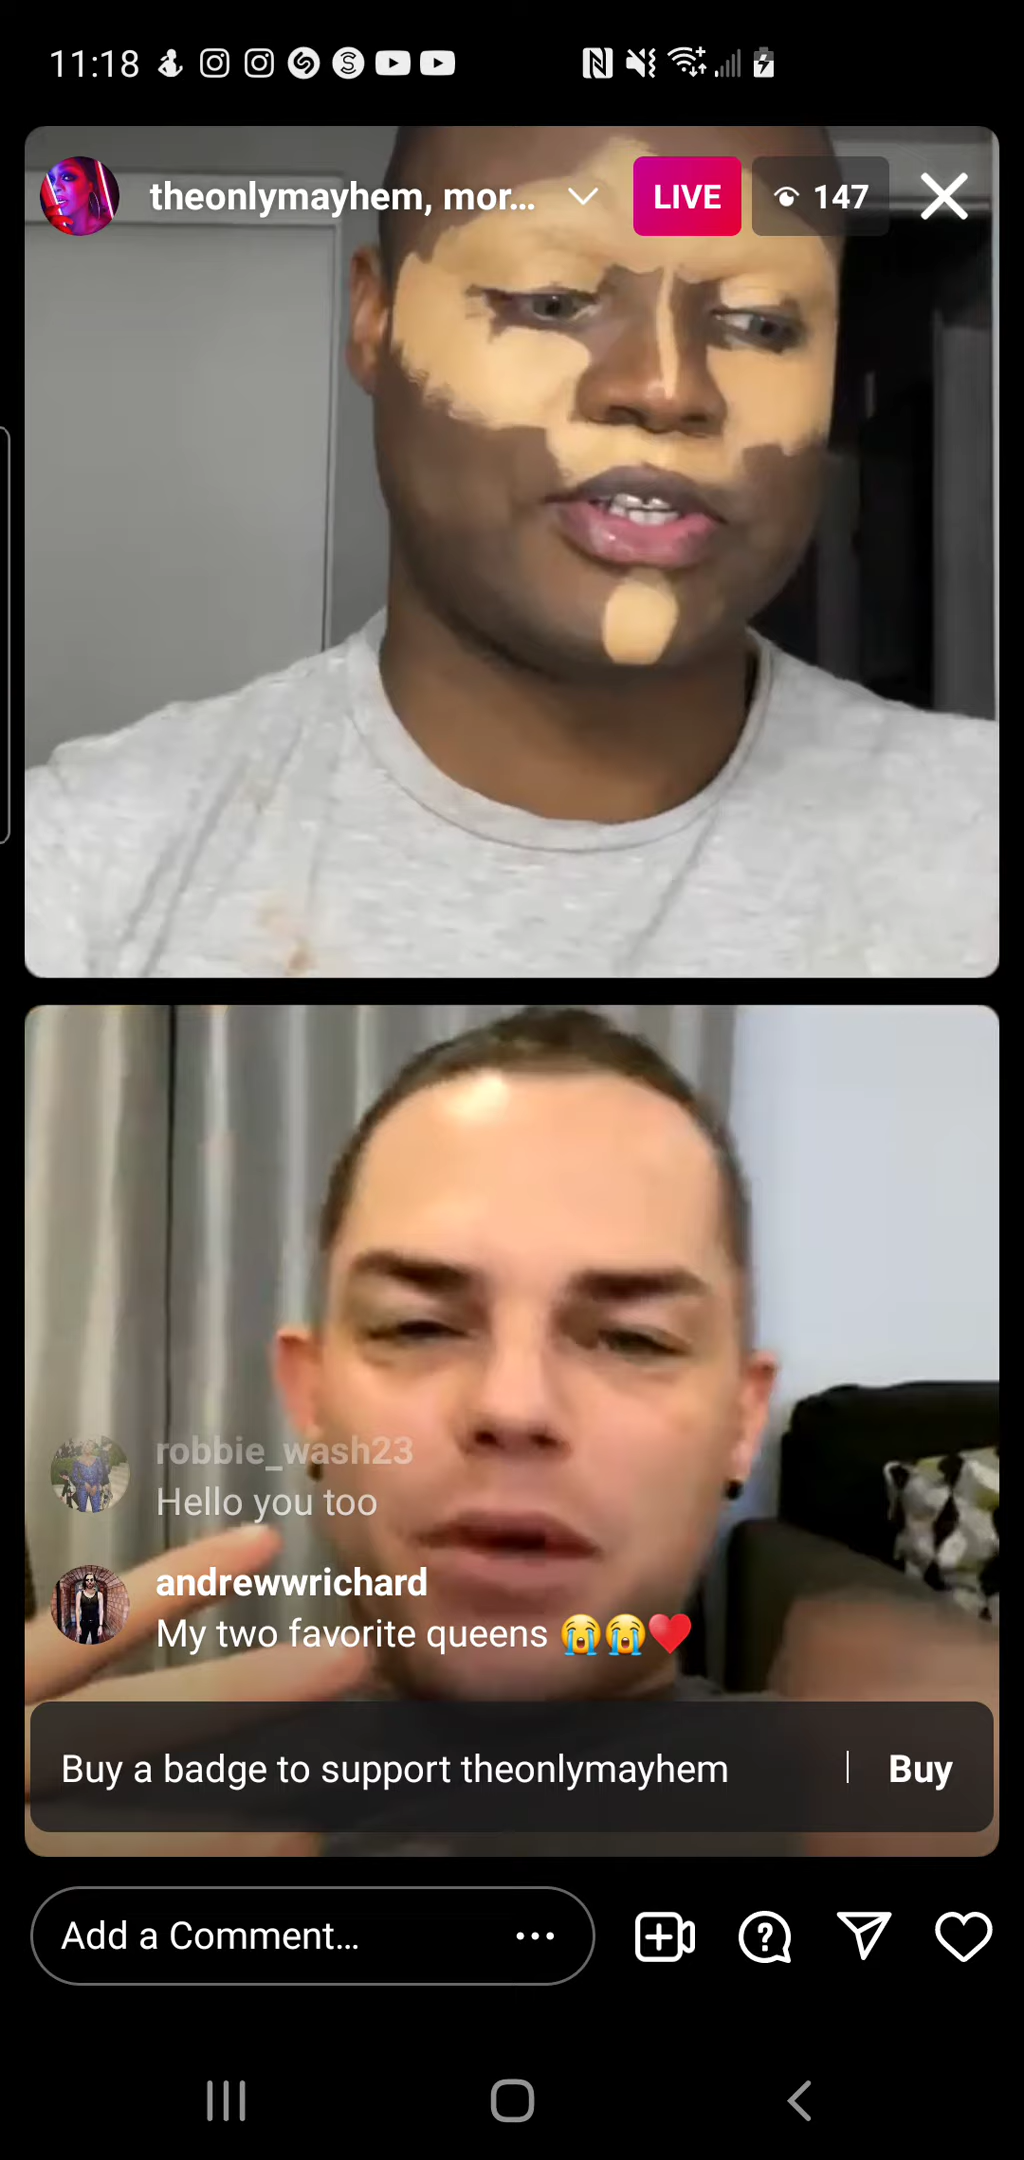 11:18
theonlymayhem, mor...
LIVE
147
robbie_wash23
Hello you too
andrewwrichard
My two favorite queens 😭😭❤️
Buy a badge to support theonlymayhem | Buy
Add a Comment...